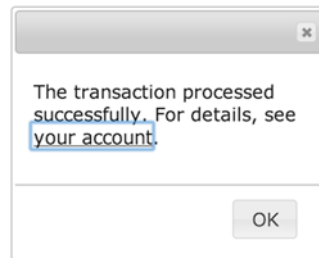 The transaction processed
successfully. For details, see
your account.
OK